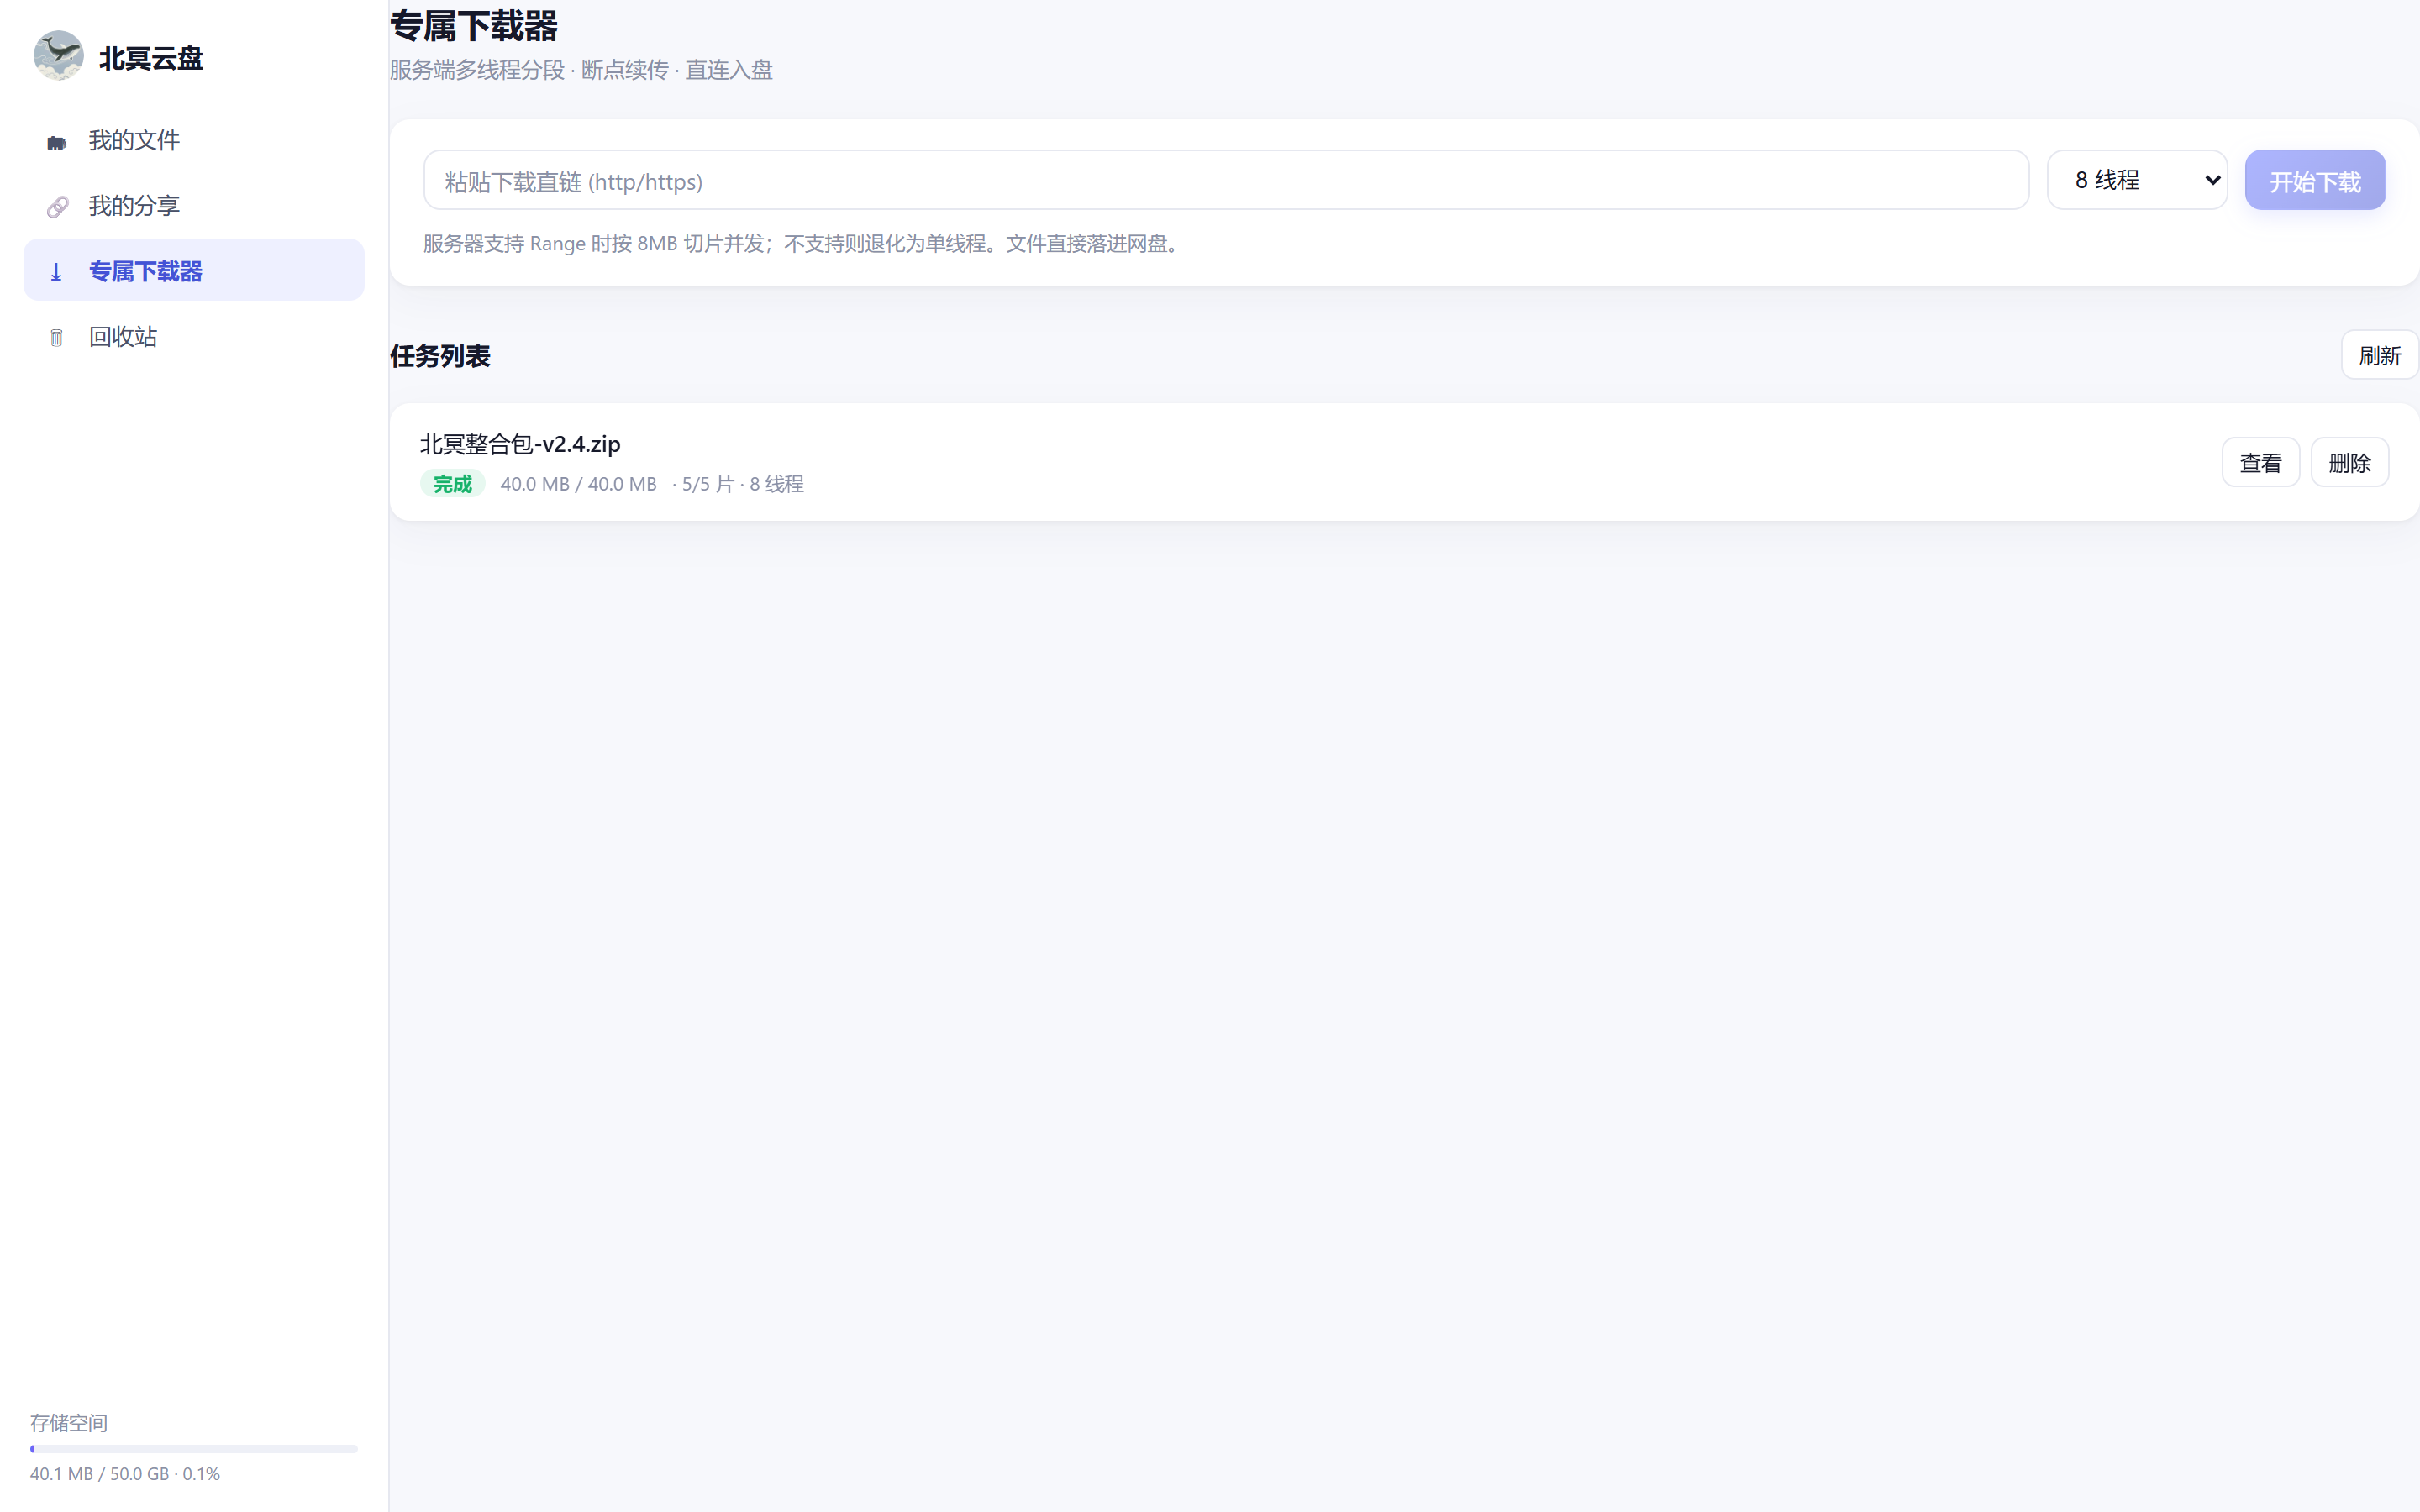 北冥云盘
我的文件
我的分享
专属下载器
回收站
存储空间
40.1 MB / 50.0 GB · 0.1%
专属下载器
服务端多线程分段 · 断点续传 · 直连入盘
粘贴下载直链 (http/https)
8 线程
开始下载
服务器支持 Range 时按 8MB 切片并发；不支持则退化为单线程。文件直接落进网盘。
任务列表
刷新
北冥整合包-v2.4.zip
完成 40.0 MB / 40.0 MB · 5/5 片 · 8 线程
查看
删除